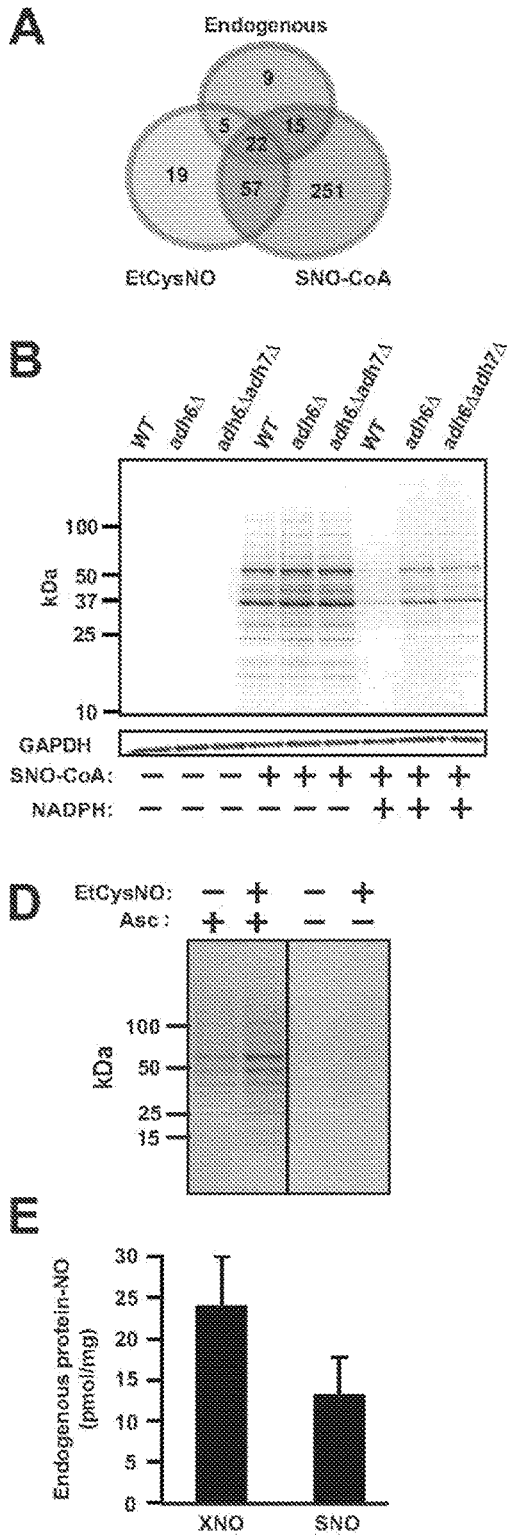 A
Endogenous
9
5
15
22
19
57
251
EtCysNO
SNO-CoA
B
WT
adh6Δ
adh6Δadh7Δ
WT
adh6Δ
adh6Δadh7Δ
WT
adh6Δ
adh6Δadh7Δ
100
50
37
25
10
kDa
GAPDH
SNO-CoA: − − − + + + + + +
NADPH: − − − − − − + + +
D
EtCysNO: − + − +
Asc: + + − −
100
50
25
15
kDa
E
30
25
20
15
10
5
0
Endogenous protein-NO
(pmol/mg)
XNO
SNO